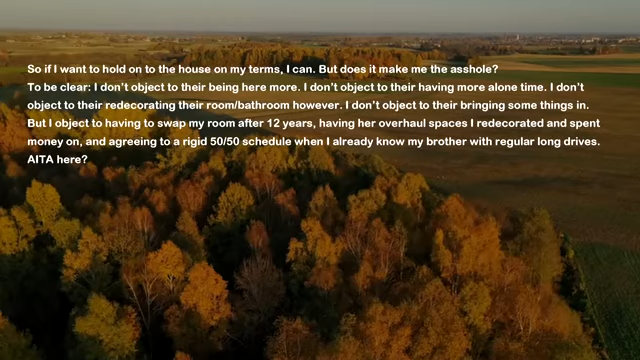 So if I want to hold on to the house on my terms, I can. But does it make me the asshole?
To be clear: I don't object to their being here more. I don't object to their having more alone time. I don't
object to their redecorating their room/bathroom however. I don't object to their bringing some things in.
But I object to having to swap my room after 12 years, having her overhaul spaces I redecorated and spent
money on, and agreeing to a rigid 50/50 schedule when I already know my brother with regular long drives.
AITA here?